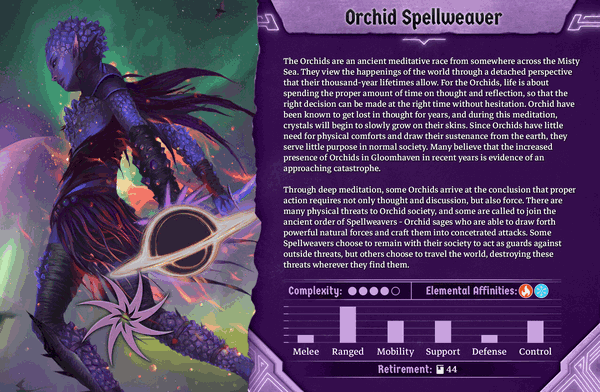 Orchid Spellweaver
The Orchids are an ancient meditative race from somewhere across the Misty
Sea. They view the happenings of the world through a detached perspective
that their thousand-year lifetimes allow. For the Orchids, life is about
spending the proper amount of time on thought and reflection, so that the
right decision can be made at the right time without hesitation. Orchid have
been known to get lost in thought for years, and during this meditation,
crystals will begin to slowly grow on their skins. Since Orchids have little
need for physical comforts and draw their sustenance from the earth, they
serve little purpose in normal society. Many believe that the increased
presence of Orchids in Gloomhaven in recent years is evidence of an
approaching catastrophe.
Through deep meditation, some Orchids arrive at the conclusion that proper
action requires not only thought and discussion, but also force. There are
many physical threats to Orchid society, and some are called to join the
ancient order of Spellweavers - Orchid sages who are able to draw forth
powerful natural forces and craft them into concetrated attacks. Some
Spellweavers choose to remain with their society to act as guards against
outside threats, but others choose to travel the world, destroying these
threats wherever they find them.
Complexity: Elemental Affinities:
Melee Ranged Mobility Support Defense Control
Retirement: 44